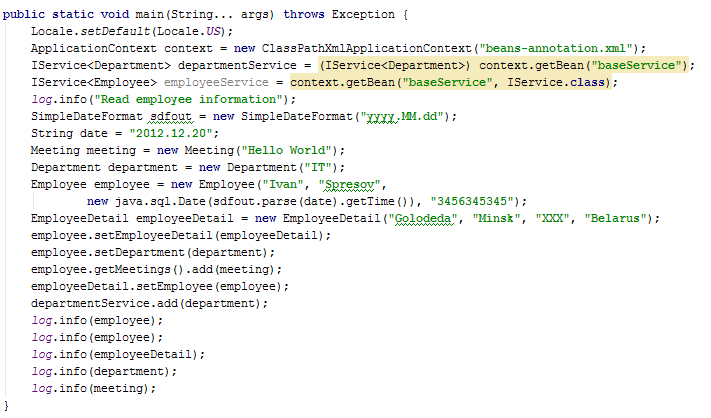 public static void main(String... args) throws Exception {
    Locale.setDefault(Locale.US);
    ApplicationContext context = new ClassPathXmlApplicationContext("beans-annotation.xml");
    IService<Department> departmentService = (IService<Department>) context.getBean("baseService");
    IService<Employee> employeeService = context.getBean("baseService", IService.class);
    log.info("Read employee information");
    SimpleDateFormat sdfout = new SimpleDateFormat("yyyy.MM.dd");
    String date = "2012.12.20";
    Meeting meeting = new Meeting("Hello World");
    Department department = new Department("IT");
    Employee employee = new Employee("Ivan", "Spresov",
            new java.sql.Date(sdfout.parse(date).getTime()), "3456345345");
    EmployeeDetail employeeDetail = new EmployeeDetail("Golodeda", "Minsk", "XXX", "Belarus");
    employee.setEmployeeDetail(employeeDetail);
    employee.setDepartment(department);
    employee.getMeetings().add(meeting);
    employeeDetail.setEmployee(employee);
    departmentService.add(department);
    log.info(employee);
    log.info(employee);
    log.info(employeeDetail);
    log.info(department);
    log.info(meeting);
}